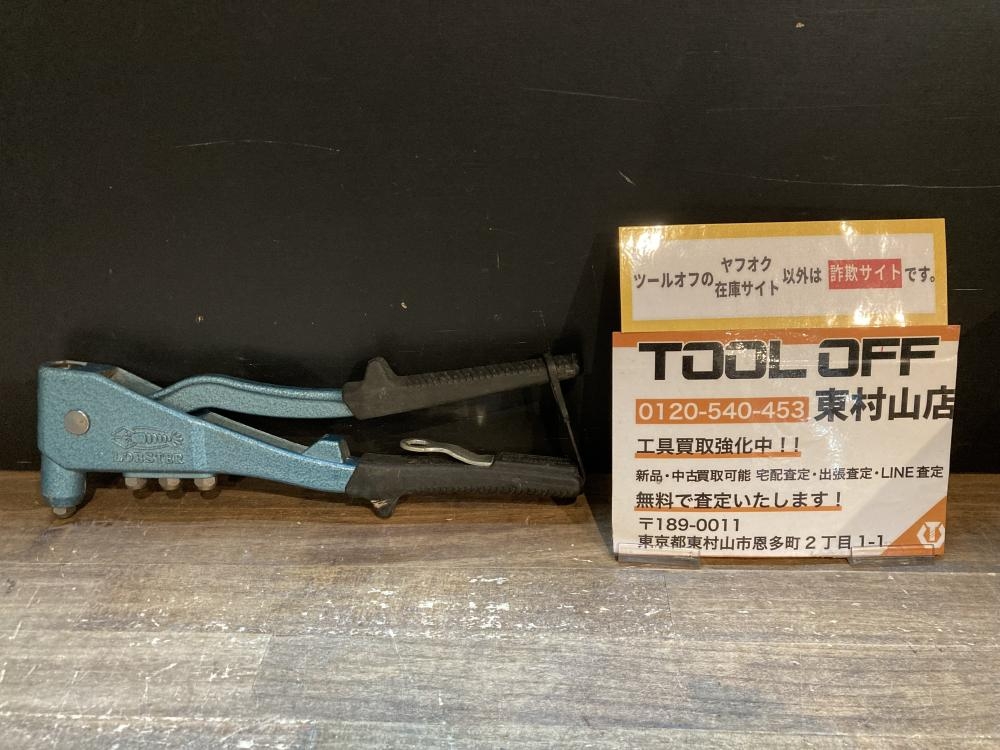 ツールオフの ヤフオク 在庫サイト 以外は 詐欺サイト です。
TOOL OFF
0120-540-453 東村山店
工具買取強化中!!
新品・中古買取可能 宅配査定・出張査定・LINE査定
無料で査定いたします!
〒189-0011
東京都東村山市恩多町2丁目1-1
LOBSTER